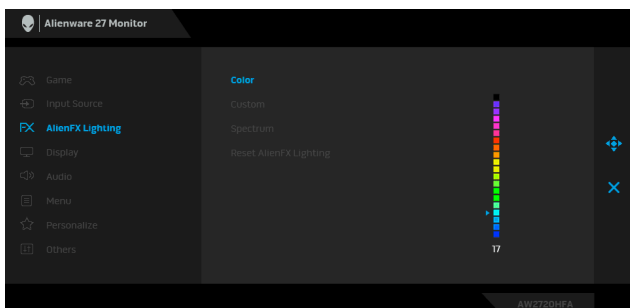 Alienware 27 Monitor
Game
Input Source
FX AlienFX Lighting
Display
Audio
Menu
Personalize
Others
Color
Custom
Spectrum
Reset AlienFX Lighting
17
AW2720HFA